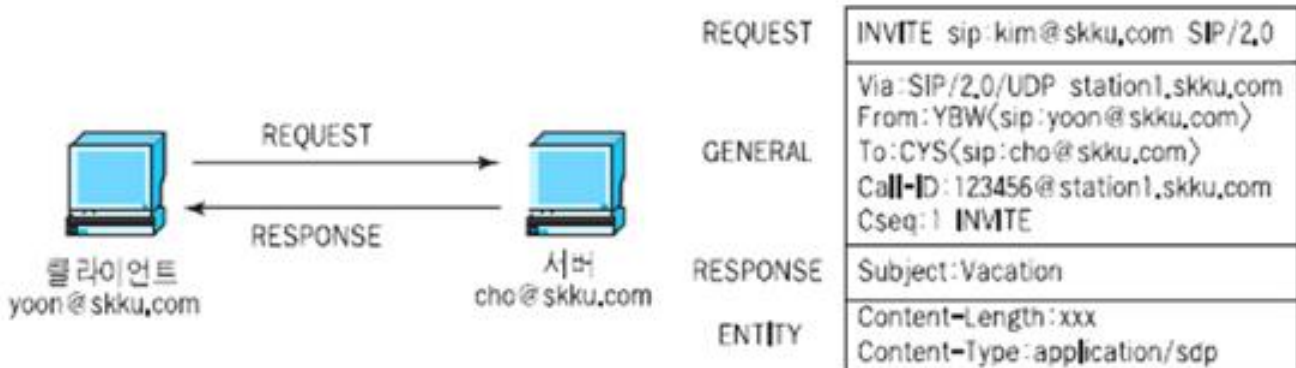 REQUEST
RESPONSE
클라이언트
yoon@skku.com
서버
cho@skku.com
REQUEST
INVITE sip:kim@skku.com SIP/2.0
GENERAL
Via:SIP/2.0/UDP station1.skku.com
From:YBW<sip:yoon@skku.com>
To:CYS<sip:cho@skku.com>
Call-ID:123456@station1.skku.com
Cseq:1 INVITE
RESPONSE
Subject:Vacation
ENTITY
Content-Length:xxx
Content-Type:application/sdp